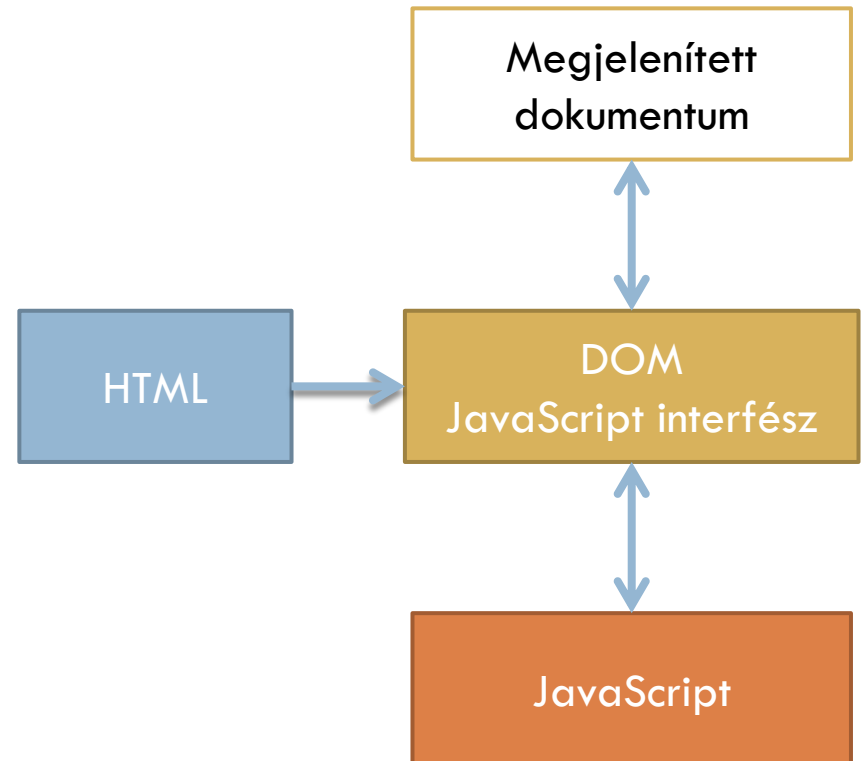 Megjelenített
dokumentum
HTML
DOM
JavaScript interfész
JavaScript